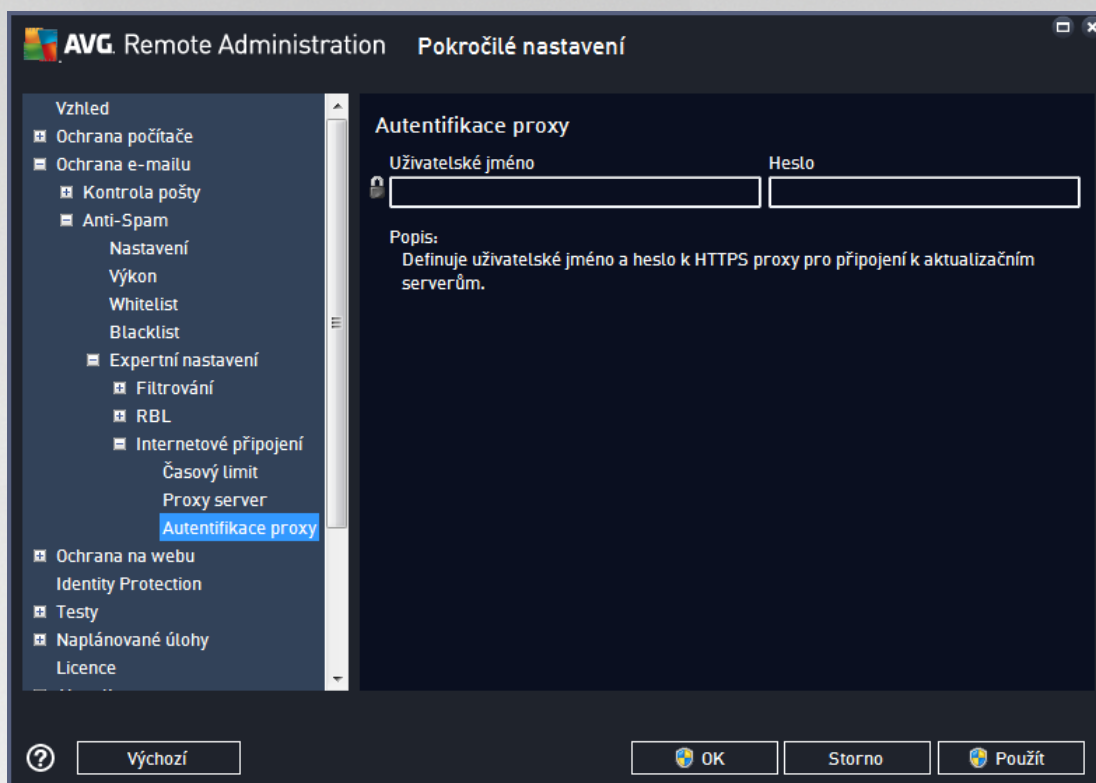 AVG. Remote Administration Pokročilé nastavení
Vzhled
Ochrana počítače
Ochrana e-mailu
Kontrola pošty
Anti-Spam
Nastavení
Výkon
Whitelist
Blacklist
Expertní nastavení
Filtrování
RBL
Internetové připojení
Časový limit
Proxy server
Autentifikace proxy
Ochrana na webu
Identity Protection
Testy
Naplánované úlohy
Licence
Autentifikace proxy
Uživatelské jméno Heslo
Popis:
Definuje uživatelské jméno a heslo k HTTPS proxy pro připojení k aktualizačním
serverům.
Výchozí OK Storno Použít